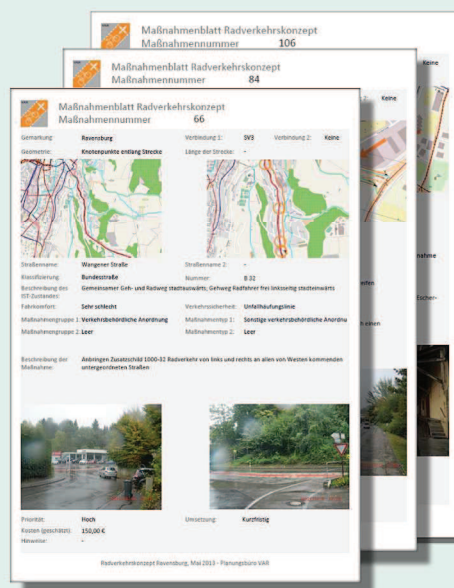 Maßnahmenblatt Radverkehrskonzept
Maßnahmennummer 106
Keine
Maßnahmenblatt Radverkehrskonzept
Maßnahmennummer 84
Keine
Maßnahmenblatt Radverkehrskonzept
Maßnahmennummer 66
Gemarkung: Ravensburg Verbindung 1: SV3 Verbindung 2: Keine
Geometrie: Knotenpunkte entlang Strecke Länge der Strecke: -
Straßenname: Wangener Straße Straßenname 2: -
Klassifizierung Bundesstraße Nummer: B 32
Beschreibung des Gemeinsamer Geh- und Radweg stadtauswärts, Gehweg Radfahrer frei linksseitig stadteinwärts
IST-Zustandes:
Fahrkomfort: Sehr schlecht Verkehrssicherheit: Unfallhäufungslinie
Maßnahmengruppe 1: Verkehrsbehördliche Anordnung Maßnahmentyp 1: Sonstige verkehrsbehördliche Anordnu
Maßnahmengruppe 2: Leer Maßnahmentyp 2: Leer
Beschreibung der Anbringen Zusatzschild 1000-32 Radverkehr von links und rechts an allen von Westen kommenden
Maßnahme: untergeordneten Straßen
Priorität: Hoch Umsetzung: Kurzfristig
Kosten (geschätzt): 150,00 €
Hinweise: -
Radverkehrskonzept Ravensburg, Mai 2013 - Planungsbüro VAR
nahme
Escher-
h einen